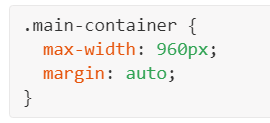 .main-container {
  max-width: 960px;
  margin: auto;
}